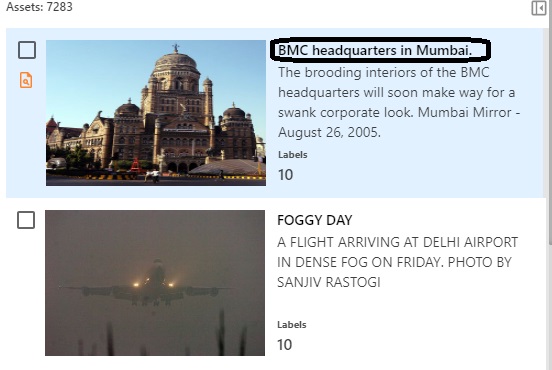 Assets: 7283
BMC headquarters in Mumbai.
The brooding interiors of the BMC
headquarters will soon make way for a
swank corporate look. Mumbai Mirror -
August 26, 2005.
Labels
10
FOGGY DAY
A FLIGHT ARRIVING AT DELHI AIRPORT
IN DENSE FOG ON FRIDAY. PHOTO BY
SANJIV RASTOGI
Labels
10